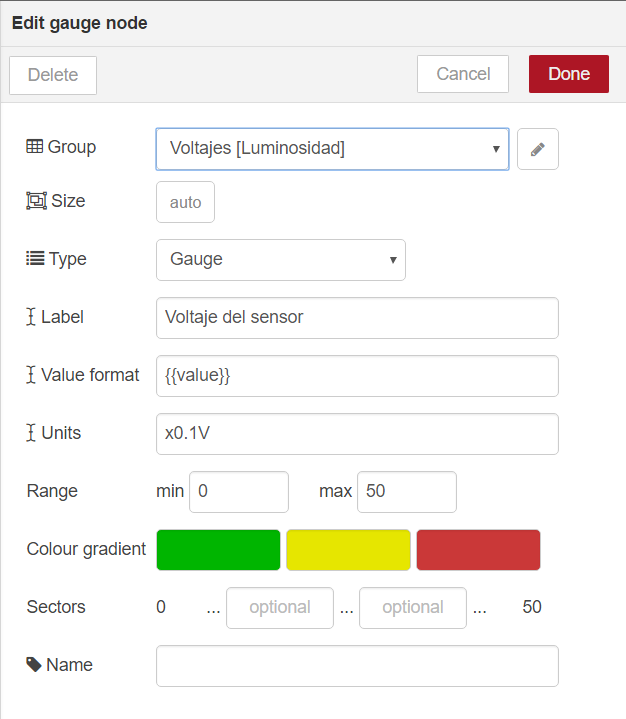 Edit gauge node
Delete Cancel Done
Group Voltajes [Luminosidad]
Size auto
Type Gauge
Label Voltaje del sensor
Value format {{value}}
Units x0.1V
Range min 0 max 50
Colour gradient
Sectors 0 ... optional ... optional ... 50
Name